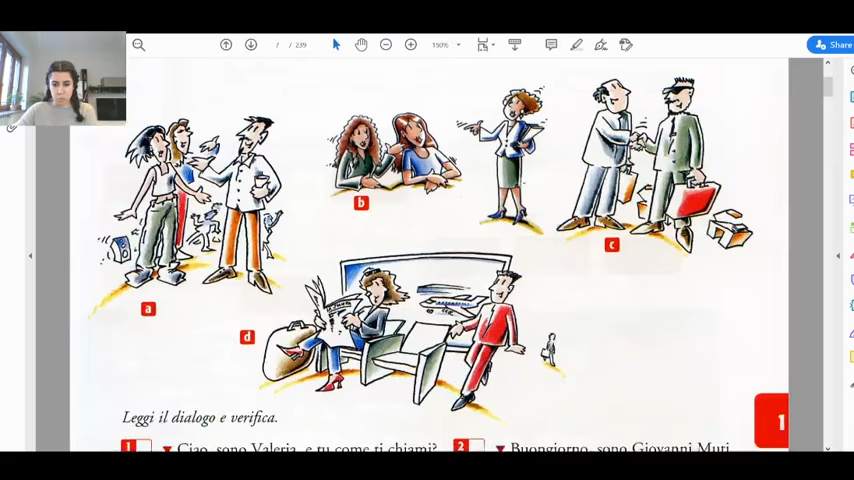 7 / 239
150%
Share
a
b
c
d
Leggi il dialogo e verifica.
1
1 Ciao, sono Valeria, e tu come ti chiami?
2 Buongiorno, sono Giovanni Muti